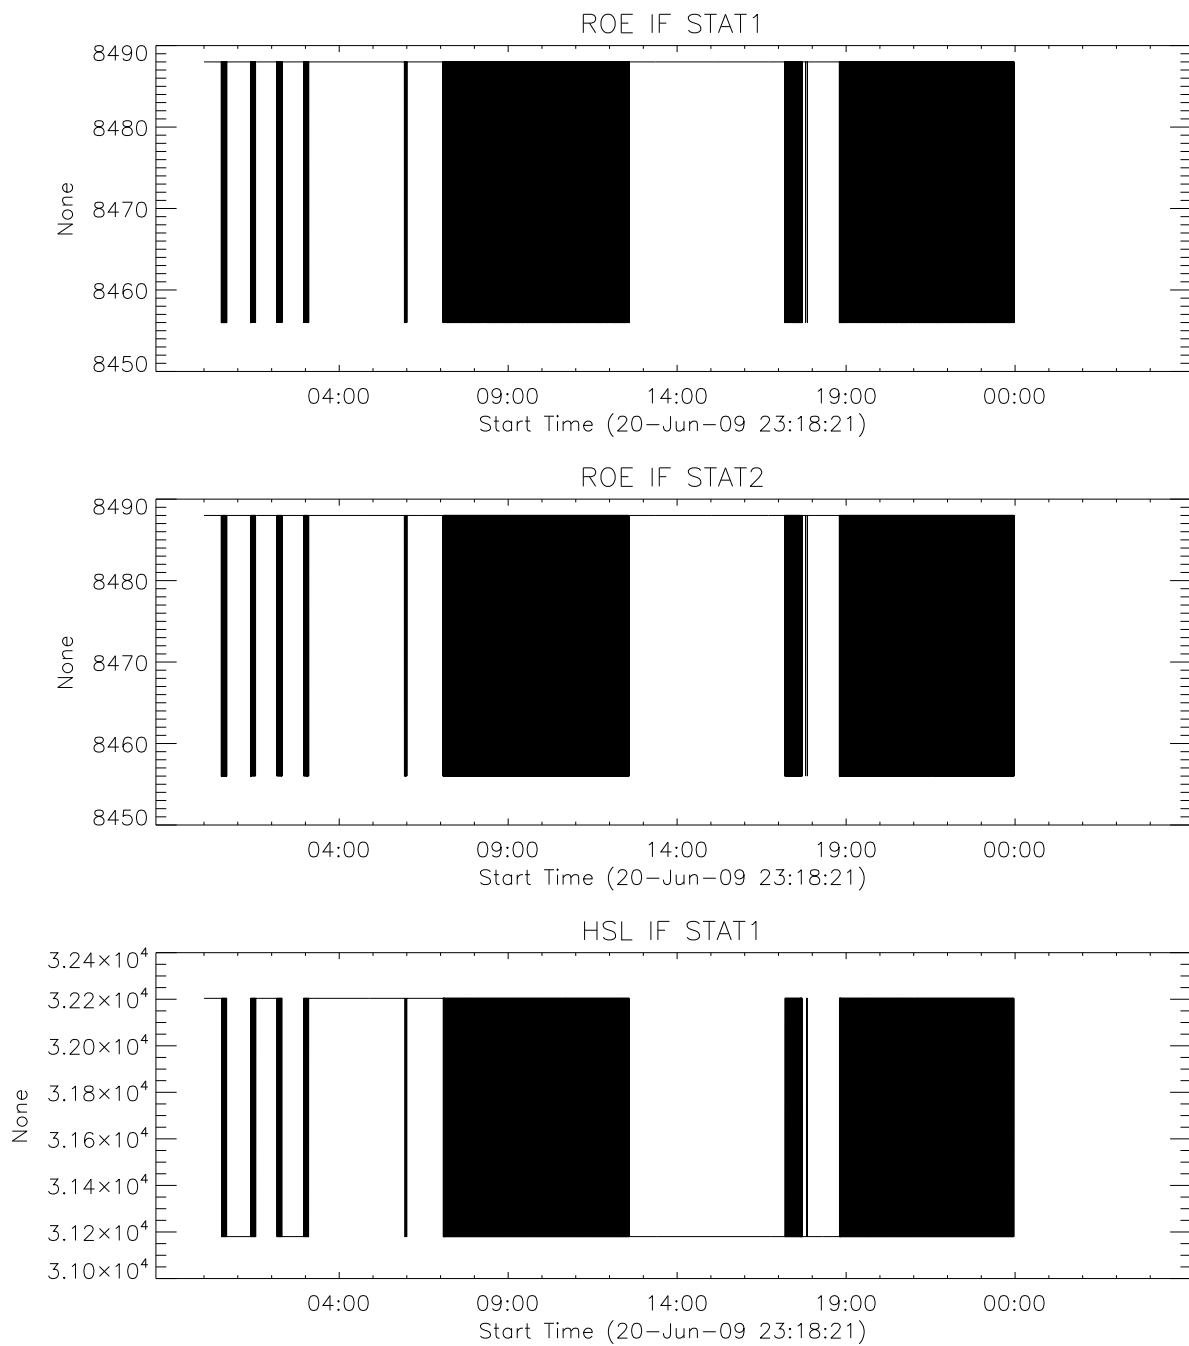 ROE IF STAT1
8490
8480
8470
8460
8450
None
04:00 09:00 14:00 19:00 00:00
Start Time (20-Jun-09 23:18:21)
ROE IF STAT2
8490
8480
8470
8460
8450
None
04:00 09:00 14:00 19:00 00:00
Start Time (20-Jun-09 23:18:21)
HSL IF STAT1
3.24×10⁴
3.22×10⁴
3.20×10⁴
3.18×10⁴
3.16×10⁴
3.14×10⁴
3.12×10⁴
3.10×10⁴
None
04:00 09:00 14:00 19:00 00:00
Start Time (20-Jun-09 23:18:21)